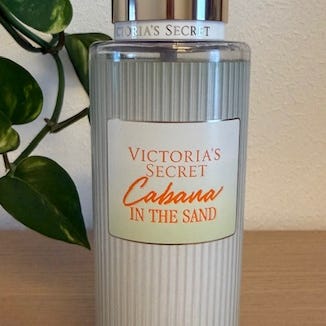 VICTORIA'S SECRET
VICTORIA'S
SECRET
Cabana
IN THE SAND